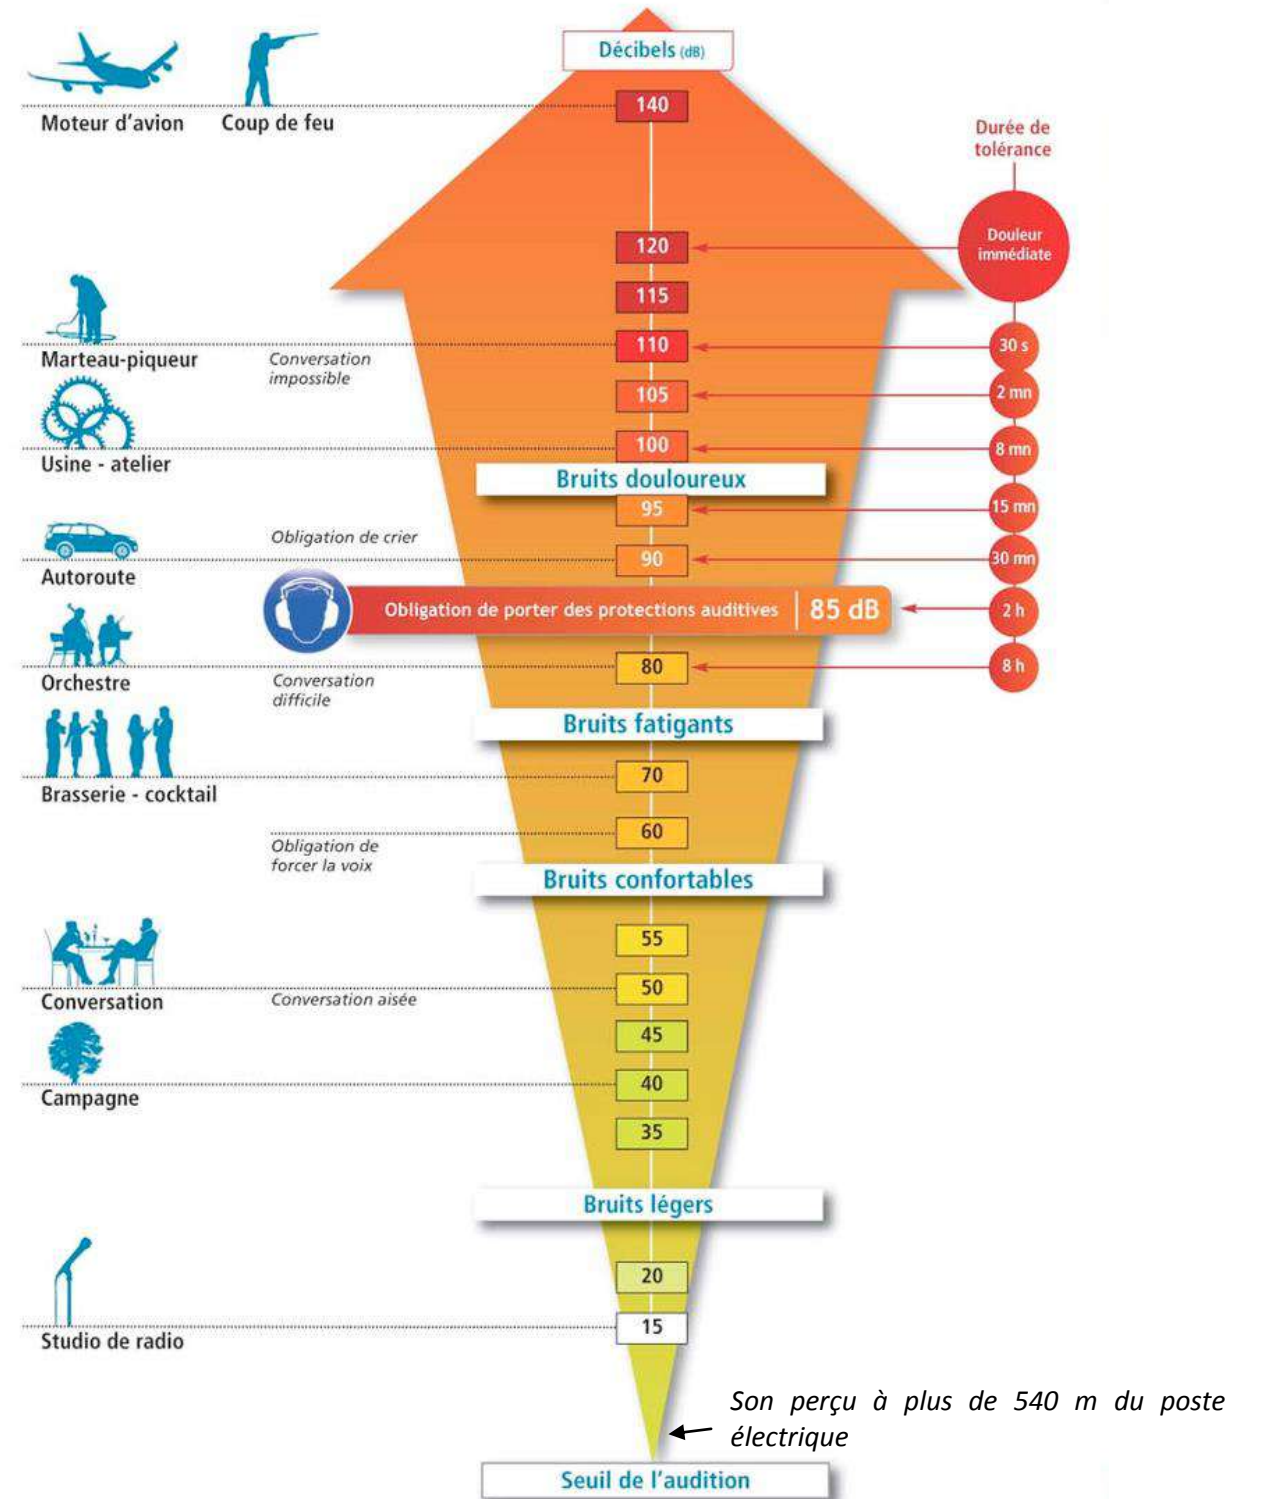 Décibels (dB)
140
Moteur d'avion
Coup de feu
Durée de
tolérance
120
Douleur
immédiate
115
110
30 s
Marteau-piqueur
Conversation
impossible
105
2 mn
100
8 mn
Usine - atelier
Bruits douloureux
95
15 mn
Obligation de crier
90
30 mn
Autoroute
Obligation de porter des protections auditives
85 dB
2 h
80
8 h
Orchestre
Conversation
difficile
Bruits fatigants
70
Brasserie - cocktail
60
Obligation de
forcer la voix
Bruits confortables
55
50
Conversation
Conversation aisée
45
40
Campagne
35
Bruits légers
20
15
Studio de radio
Son perçu à plus de 540 m du poste
électrique
Seuil de l'audition